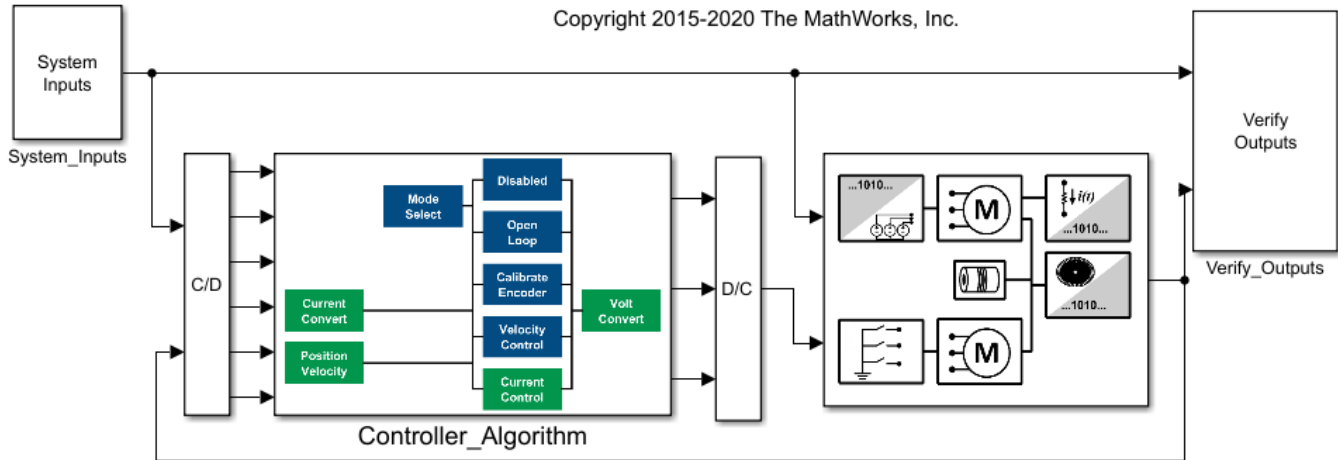 Copyright 2015-2020 The MathWorks, Inc.
System
Inputs
System_Inputs
C/D
Mode
Select
Disabled
Open
Loop
Calibrate
Encoder
Velocity
Control
Current
Control
Current
Convert
Position
Velocity
Volt
Convert
Controller_Algorithm
D/C
...1010...
M
i(t)
...1010...
...1010...
M
Verify
Outputs
Verify_Outputs